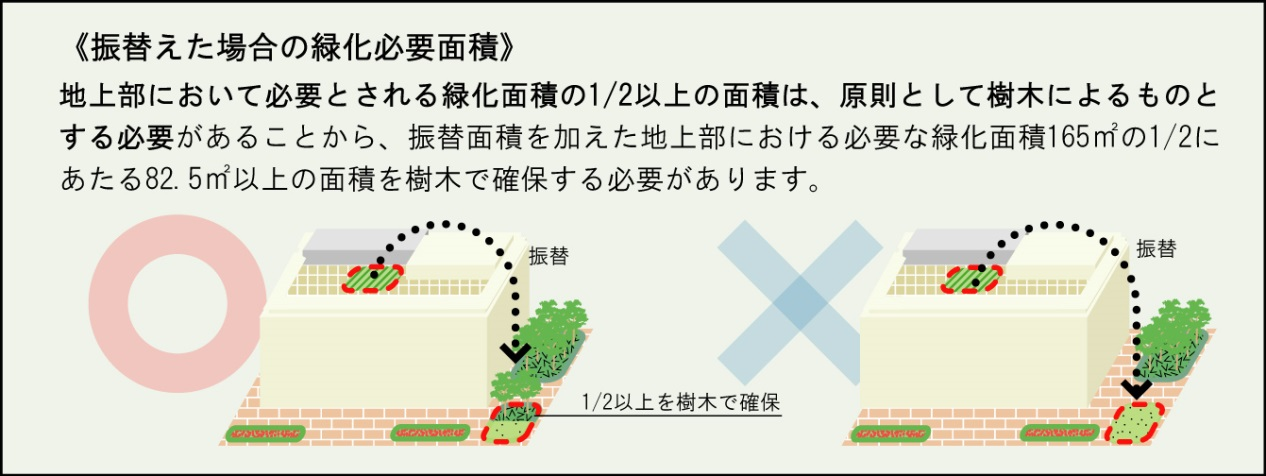 《振替えた場合の緑化必要面積》
地上部において必要とされる緑化面積の1/2以上の面積は、原則として樹木によるものと
する必要があることから、振替面積を加えた地上部における必要な緑化面積165㎡の1/2に
あたる82.5㎡以上の面積を樹木で確保する必要があります。
振替
振替
1/2以上を樹木で確保